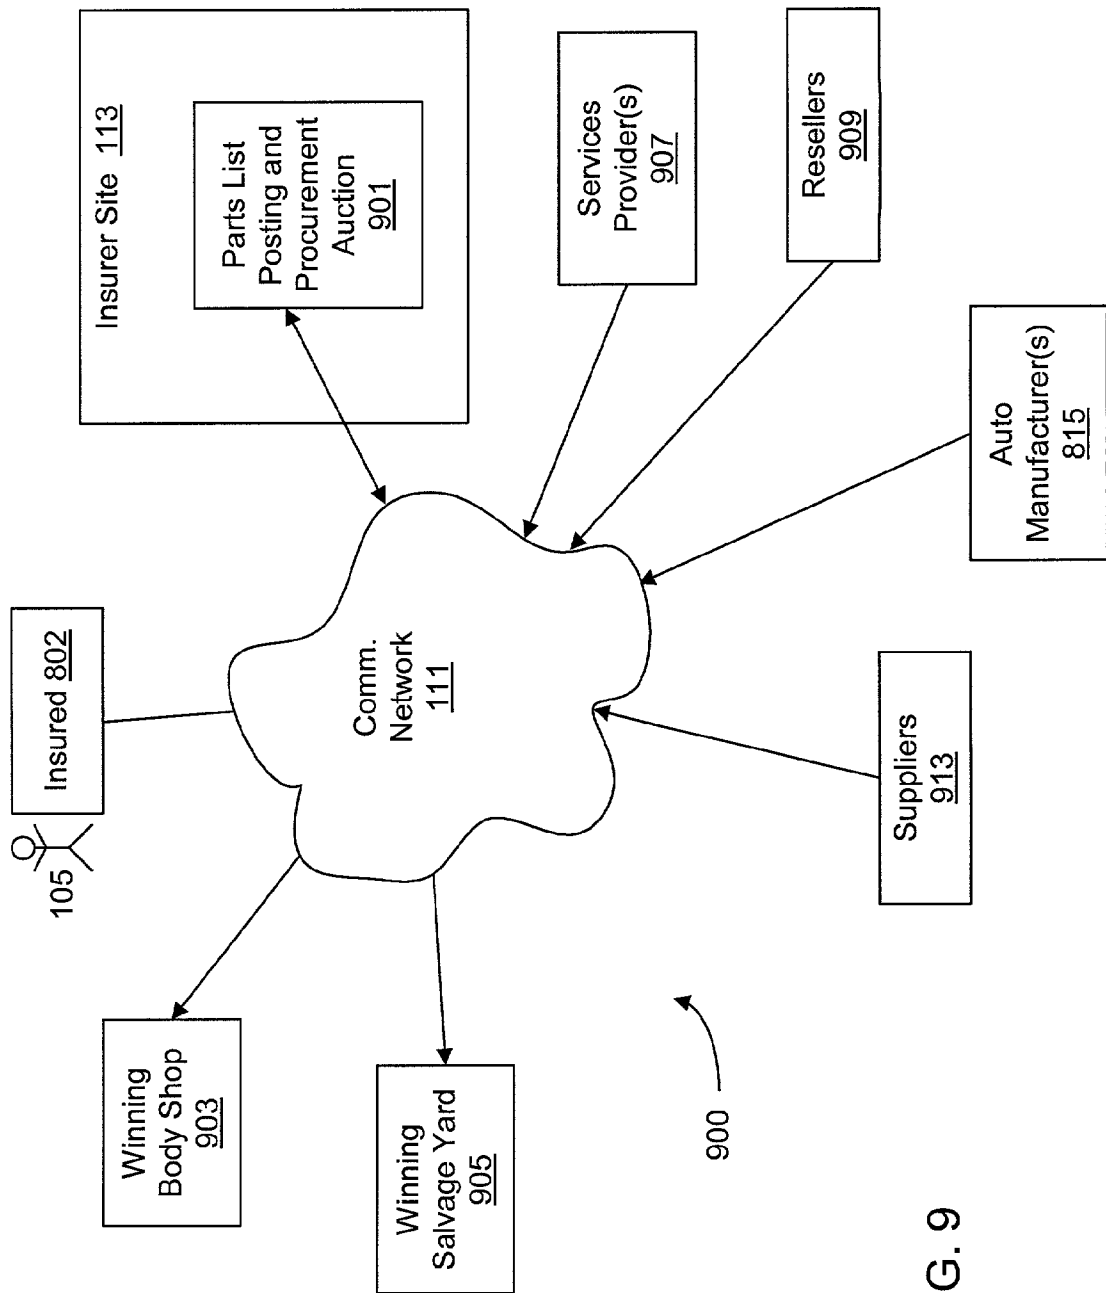 Insurer Site 113
Parts List
Posting and
Procurement
Auction
901
Services
Provider(s)
907
Resellers
909
Auto
Manufacturer(s)
815
Suppliers
913
Comm.
Network
111
Insured 802
105
Winning
Body Shop
903
Winning
Salvage Yard
905
900
G. 9